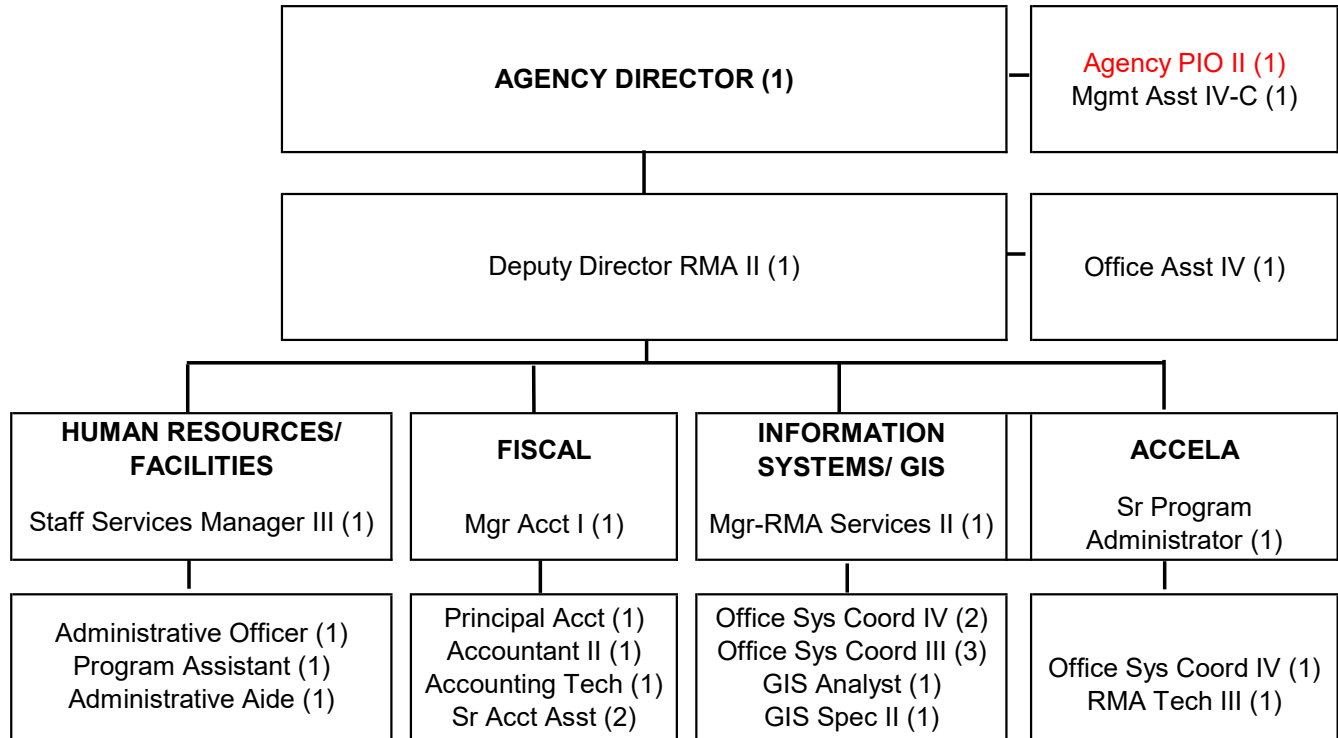 AGENCY DIRECTOR (1)
Agency PIO II (1)
Mgmt Asst IV-C (1)
Deputy Director RMA II (1)
Office Asst IV (1)
HUMAN RESOURCES/
FACILITIES
Staff Services Manager III (1)
FISCAL
Mgr Acct I (1)
INFORMATION
SYSTEMS/ GIS
Mgr-RMA Services II (1)
ACCELA
Sr Program
Administrator (1)
Administrative Officer (1)
Program Assistant (1)
Administrative Aide (1)
Principal Acct (1)
Accountant II (1)
Accounting Tech (1)
Sr Acct Asst (2)
Office Sys Coord IV (2)
Office Sys Coord III (3)
GIS Analyst (1)
GIS Spec II (1)
Office Sys Coord IV (1)
RMA Tech III (1)